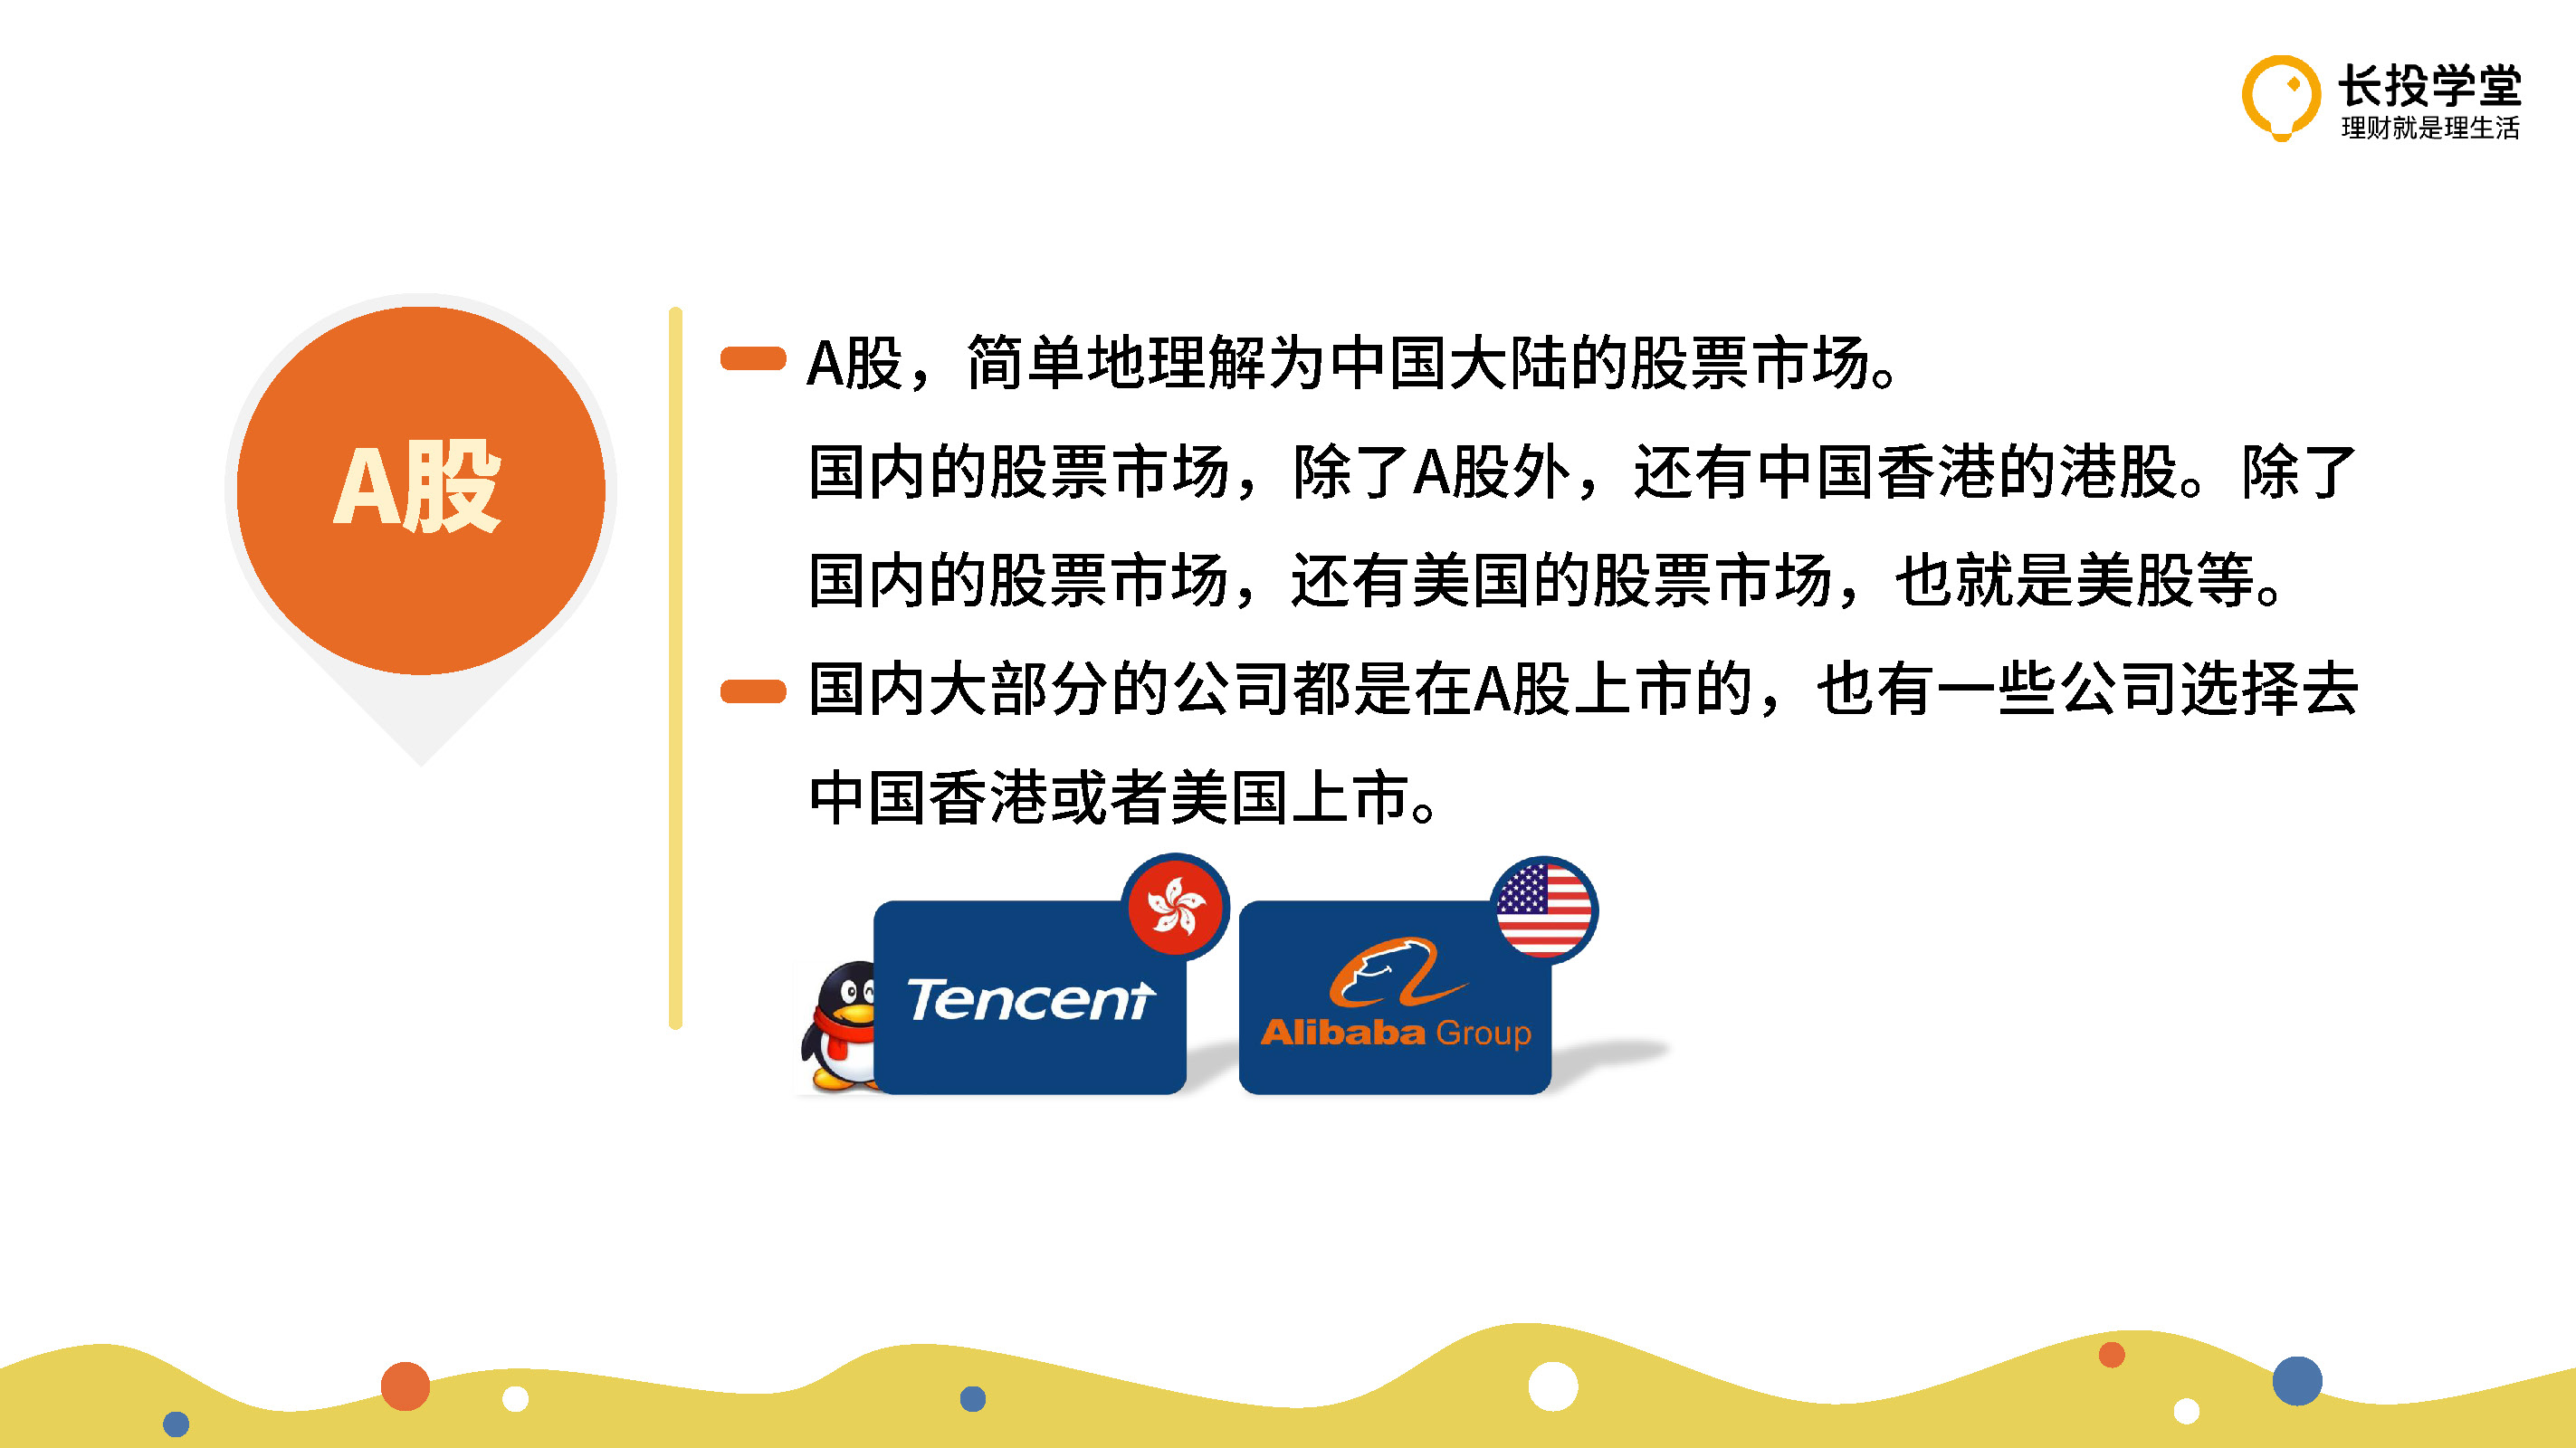 长投学堂
理财就是理生活
A股
A股，简单地理解为中国大陆的股票市场。
国内的股票市场，除了A股外，还有中国香港的港股。除了
国内的股票市场，还有美国的股票市场，也就是美股等。
国内大部分的公司都是在A股上市的，也有一些公司选择去
中国香港或者美国上市。
Tencent
Alibaba Group